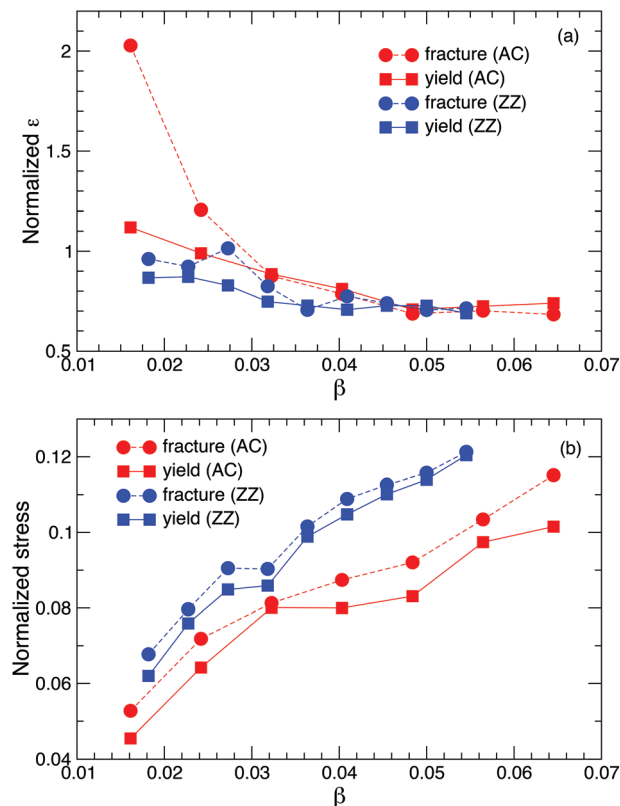 (a)
fracture (AC)
yield (AC)
fracture (ZZ)
yield (ZZ)
Normalized ε
2
1.5
1
0.5
0.01 0.02 0.03 0.04 0.05 0.06 0.07
β
(b)
fracture (AC)
yield (AC)
fracture (ZZ)
yield (ZZ)
Normalized stress
0.12
0.1
0.08
0.06
0.04
0.01 0.02 0.03 0.04 0.05 0.06 0.07
β